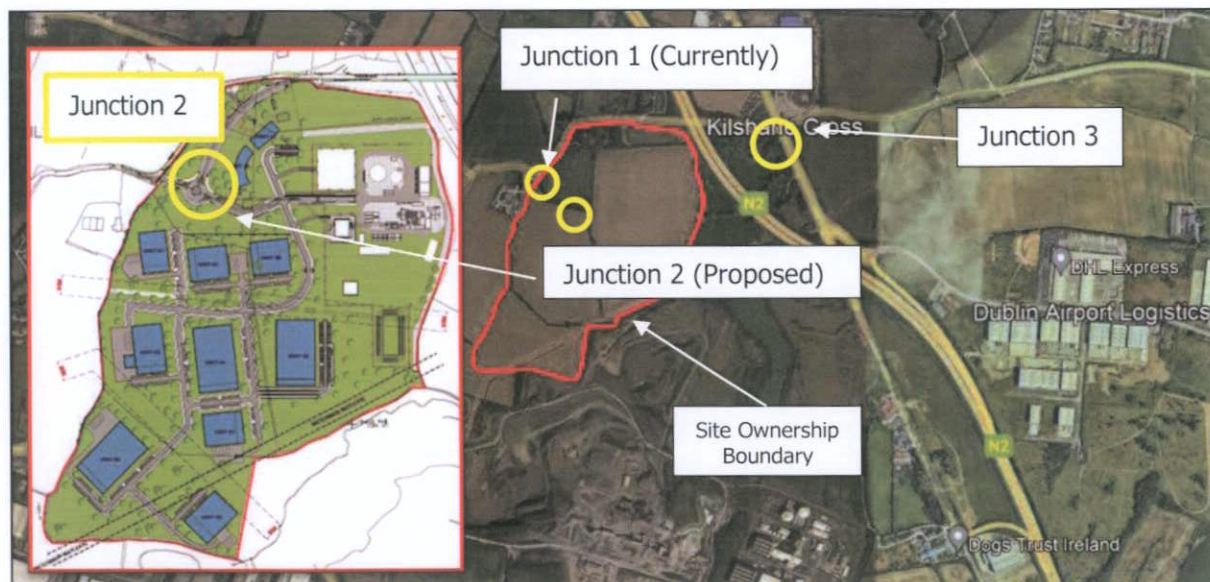 Junction 1 (Currently)
Junction 2
Kilshane Cross
Junction 3
N2
Junction 2 (Proposed)
DHL Express
Dublin Airport Logistics
Site Ownership
Boundary
N2
Dogs Trust Ireland